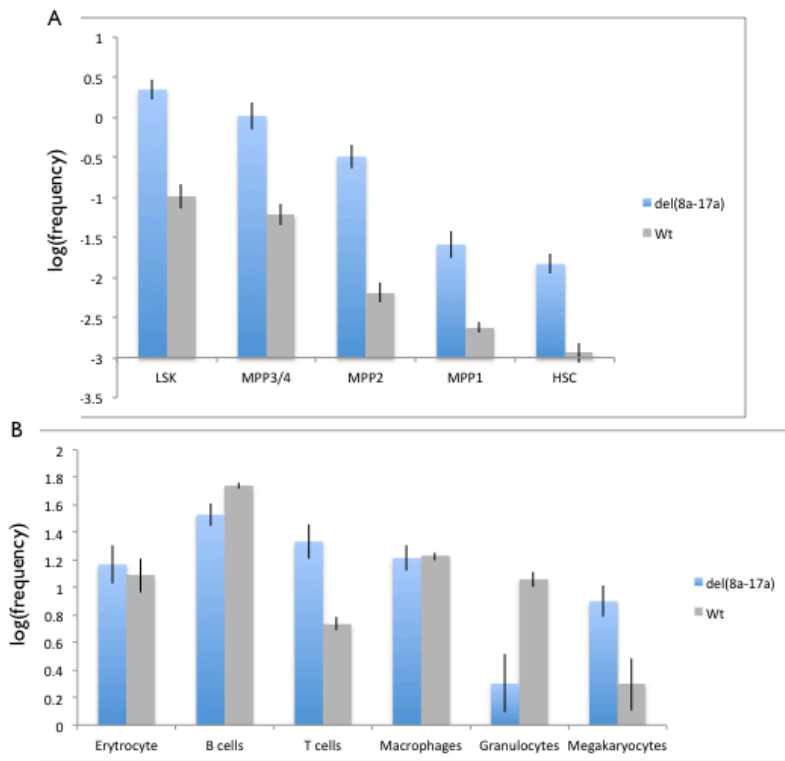 A
log(frequency)
1
0.5
0
-0.5
-1
-1.5
-2
-2.5
-3
-3.5
LSK MPP3/4 MPP2 MPP1 HSC
del(8a-17a)
Wt
B
log(frequency)
2
1.8
1.6
1.4
1.2
1
0.8
0.6
0.4
0.2
0
Erytrocyte B cells T cells Macrophages Granulocytes Megakaryocytes
del(8a-17a)
Wt